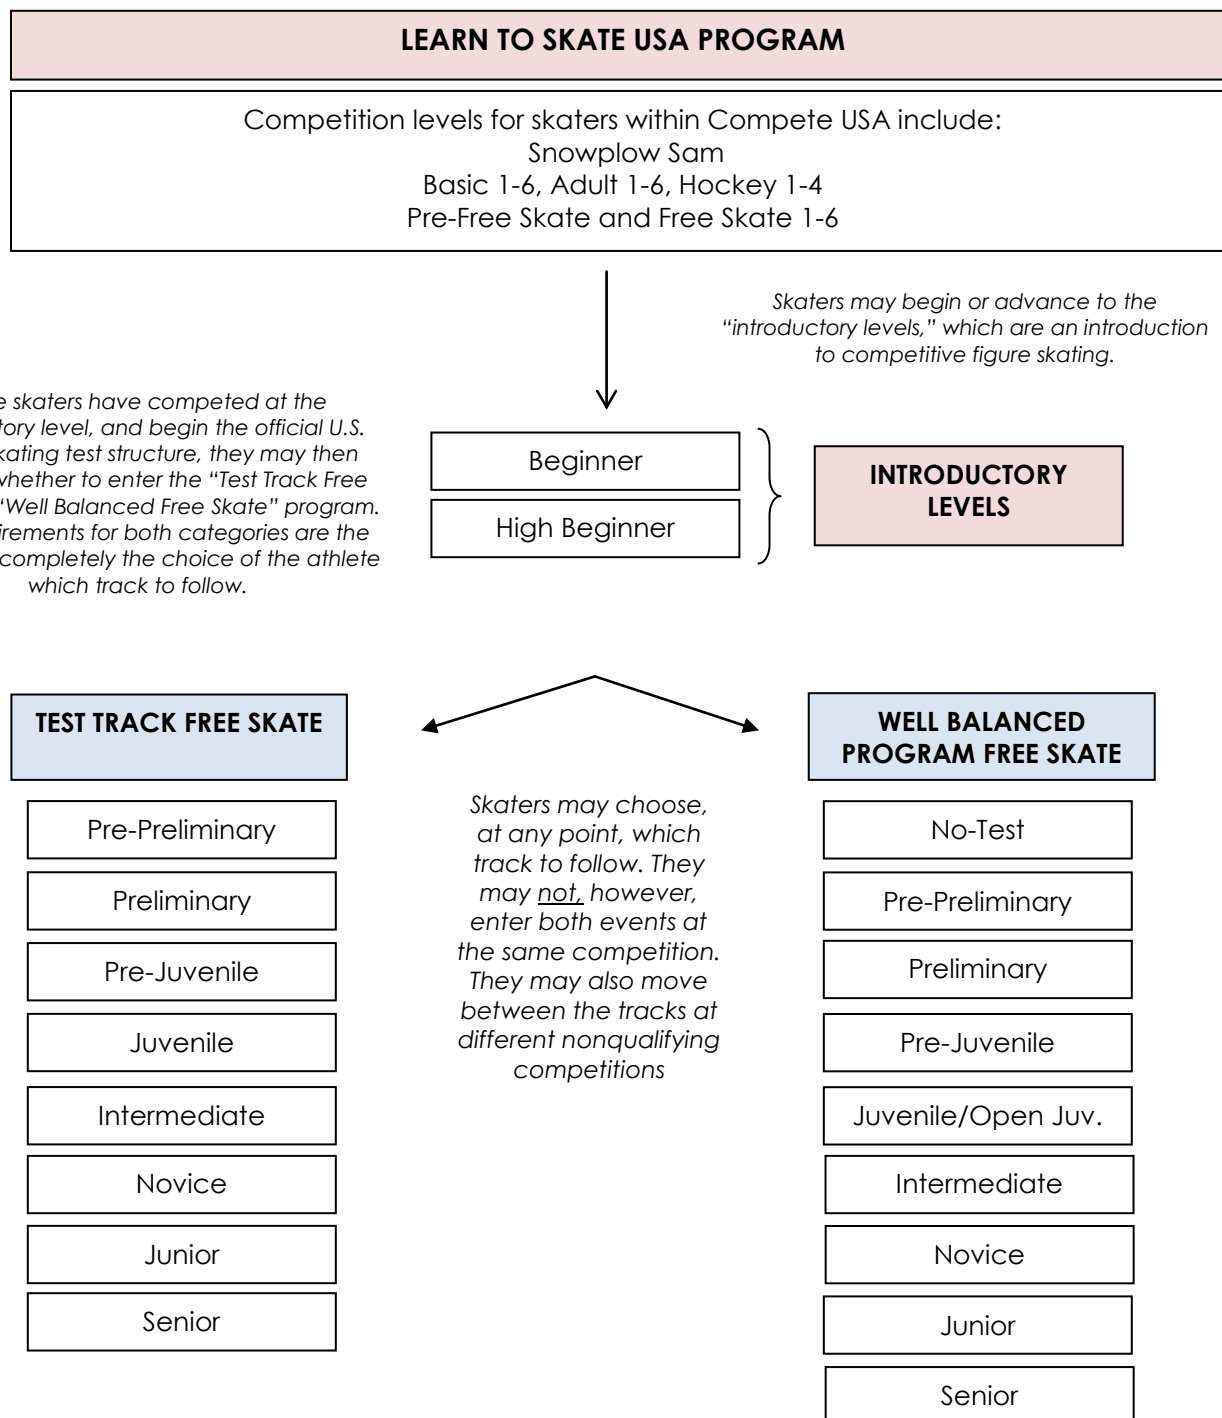 LEARN TO SKATE USA PROGRAM
Competition levels for skaters within Compete USA include:
Snowplow Sam
Basic 1-6, Adult 1-6, Hockey 1-4
Pre-Free Skate and Free Skate 1-6
Skaters may begin or advance to the
“introductory levels,” which are an introduction
to competitive figure skating.
skaters have competed at the
level, and begin the official U.S.
test structure, they may then
whether to enter the “Test Track Free
“Well Balanced Free Skate” program.
for both categories are the
completely the choice of the athlete
which track to follow.
Beginner
High Beginner
INTRODUCTORY
LEVELS
TEST TRACK FREE SKATE
Pre-Preliminary
Preliminary
Pre-Juvenile
Juvenile
Intermediate
Novice
Junior
Senior
Skaters may choose,
at any point, which
track to follow. They
may not, however,
enter both events at
the same competition.
They may also move
between the tracks at
different nonqualifying
competitions
WELL BALANCED
PROGRAM FREE SKATE
No-Test
Pre-Preliminary
Preliminary
Pre-Juvenile
Juvenile/Open Juv.
Intermediate
Novice
Junior
Senior